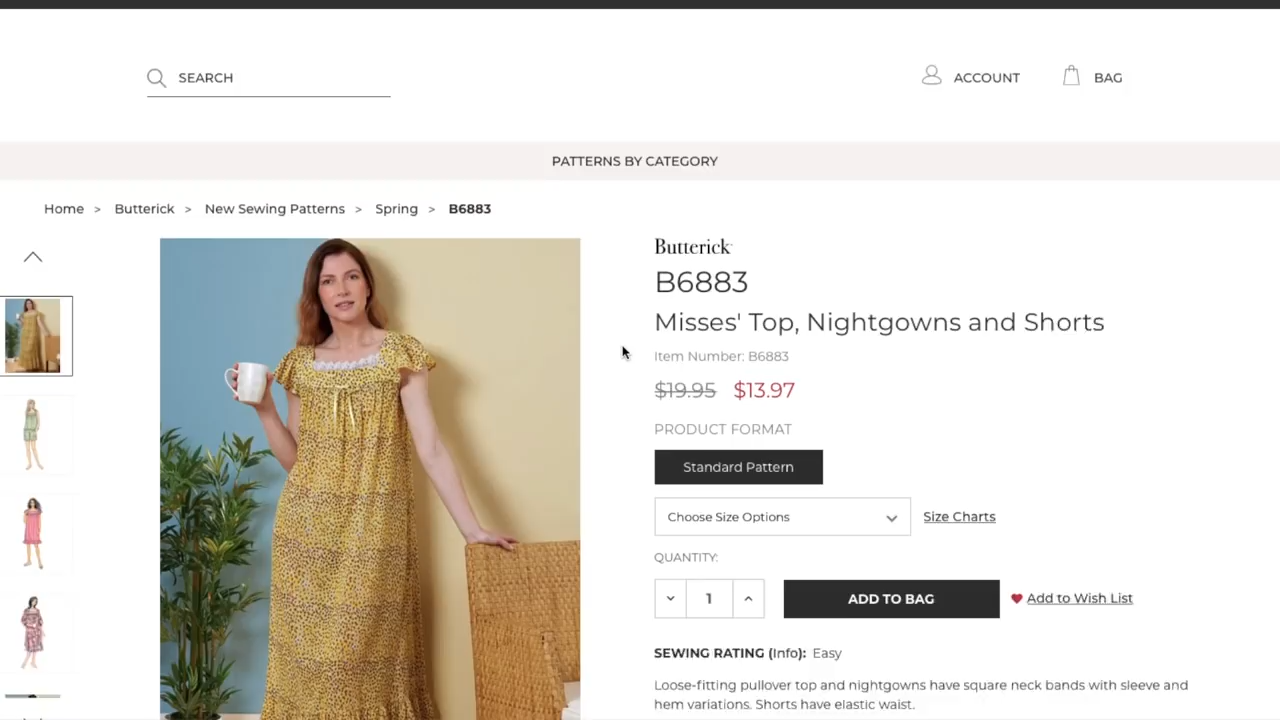 SEARCH
ACCOUNT
BAG
PATTERNS BY CATEGORY
Home > Butterick > New Sewing Patterns > Spring > B6883
Butterick
B6883
Misses' Top, Nightgowns and Shorts
Item Number: B6883
$19.95 $13.97
PRODUCT FORMAT
Standard Pattern
Choose Size Options
Size Charts
QUANTITY:
1
ADD TO BAG
Add to Wish List
SEWING RATING (Info): Easy
Loose-fitting pullover top and nightgowns have square neck bands with sleeve and
hem variations. Shorts have elastic waist.